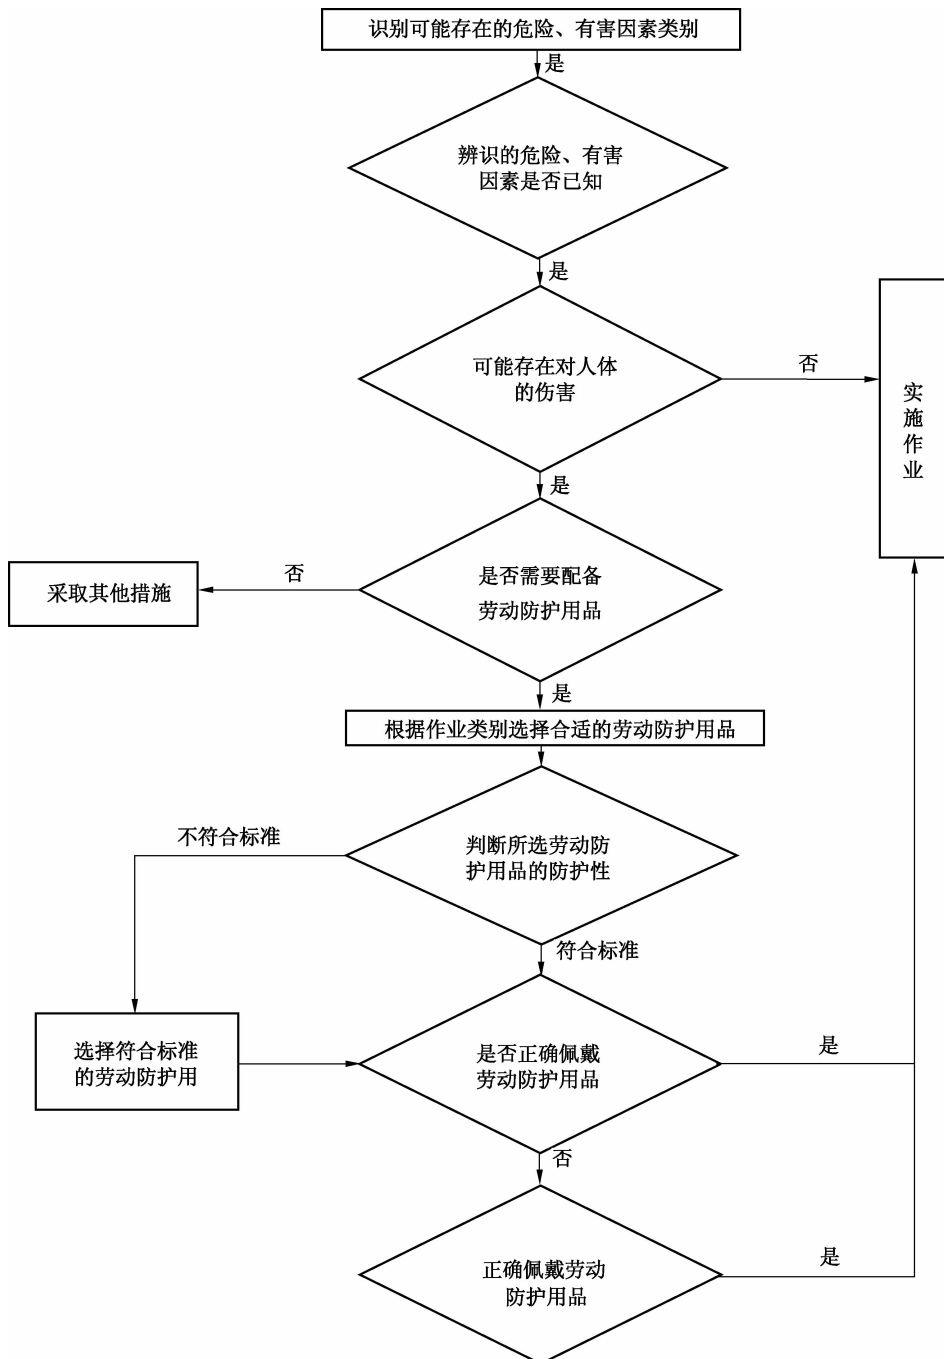 识别可能存在的危险、有害因素类别
是
辨识的危险、有害
因素是否已知
是
可能存在对人体
的伤害
否
实
施
作
业
是
是否需要配备
劳动防护用品
否
采取其他措施
是
根据作业类别选择合适的劳动防护用品
判断所选劳动防
护用品的防护性
不符合标准
符合标准
选择符合标准
的劳动防护用
是否正确佩戴
劳动防护用品
是
否
正确佩戴劳动
防护用品
是